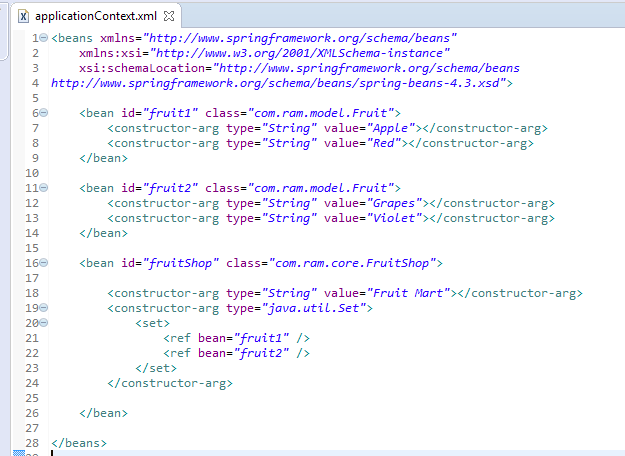 applicationContext.xml
1 <beans xmlns="http://www.springframework.org/schema/beans"
2 xmlns:xsi="http://www.w3.org/2001/XMLSchema-instance"
3 xsi:schemaLocation="http://www.springframework.org/schema/beans
4 http://www.springframework.org/schema/beans/spring-beans-4.3.xsd">
5
6 <bean id="fruit1" class="com.ram.model.Fruit">
7 <constructor-arg type="String" value="Apple"></constructor-arg>
8 <constructor-arg type="String" value="Red"></constructor-arg>
9 </bean>
10
11 <bean id="fruit2" class="com.ram.model.Fruit">
12 <constructor-arg type="String" value="Grapes"></constructor-arg>
13 <constructor-arg type="String" value="Violet"></constructor-arg>
14 </bean>
15
16 <bean id="fruitShop" class="com.ram.core.FruitShop">
17
18 <constructor-arg type="String" value="Fruit Mart"></constructor-arg>
19 <constructor-arg type="java.util.Set">
20 <set>
21 <ref bean="fruit1" />
22 <ref bean="fruit2" />
23 </set>
24 </constructor-arg>
25
26 </bean>
27
28 </beans>